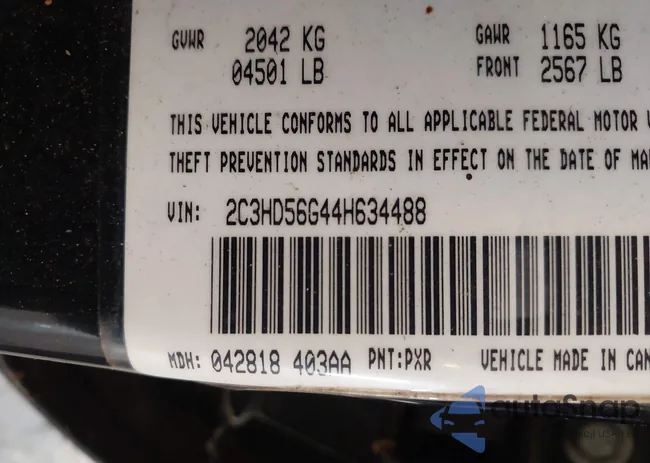 GVWR 2042 KG GAWR 1165 KG
04501 LB FRONT 2567 LB
THIS VEHICLE CONFORMS TO ALL APPLICABLE FEDERAL MOTOR
THEFT PREVENTION STANDARDS IN EFFECT ON THE DATE OF
VIN: 2C3HD56G44H634488
MDH: 042818 403AA PNT:PXR VEHICLE MADE IN CAN
autoSnap